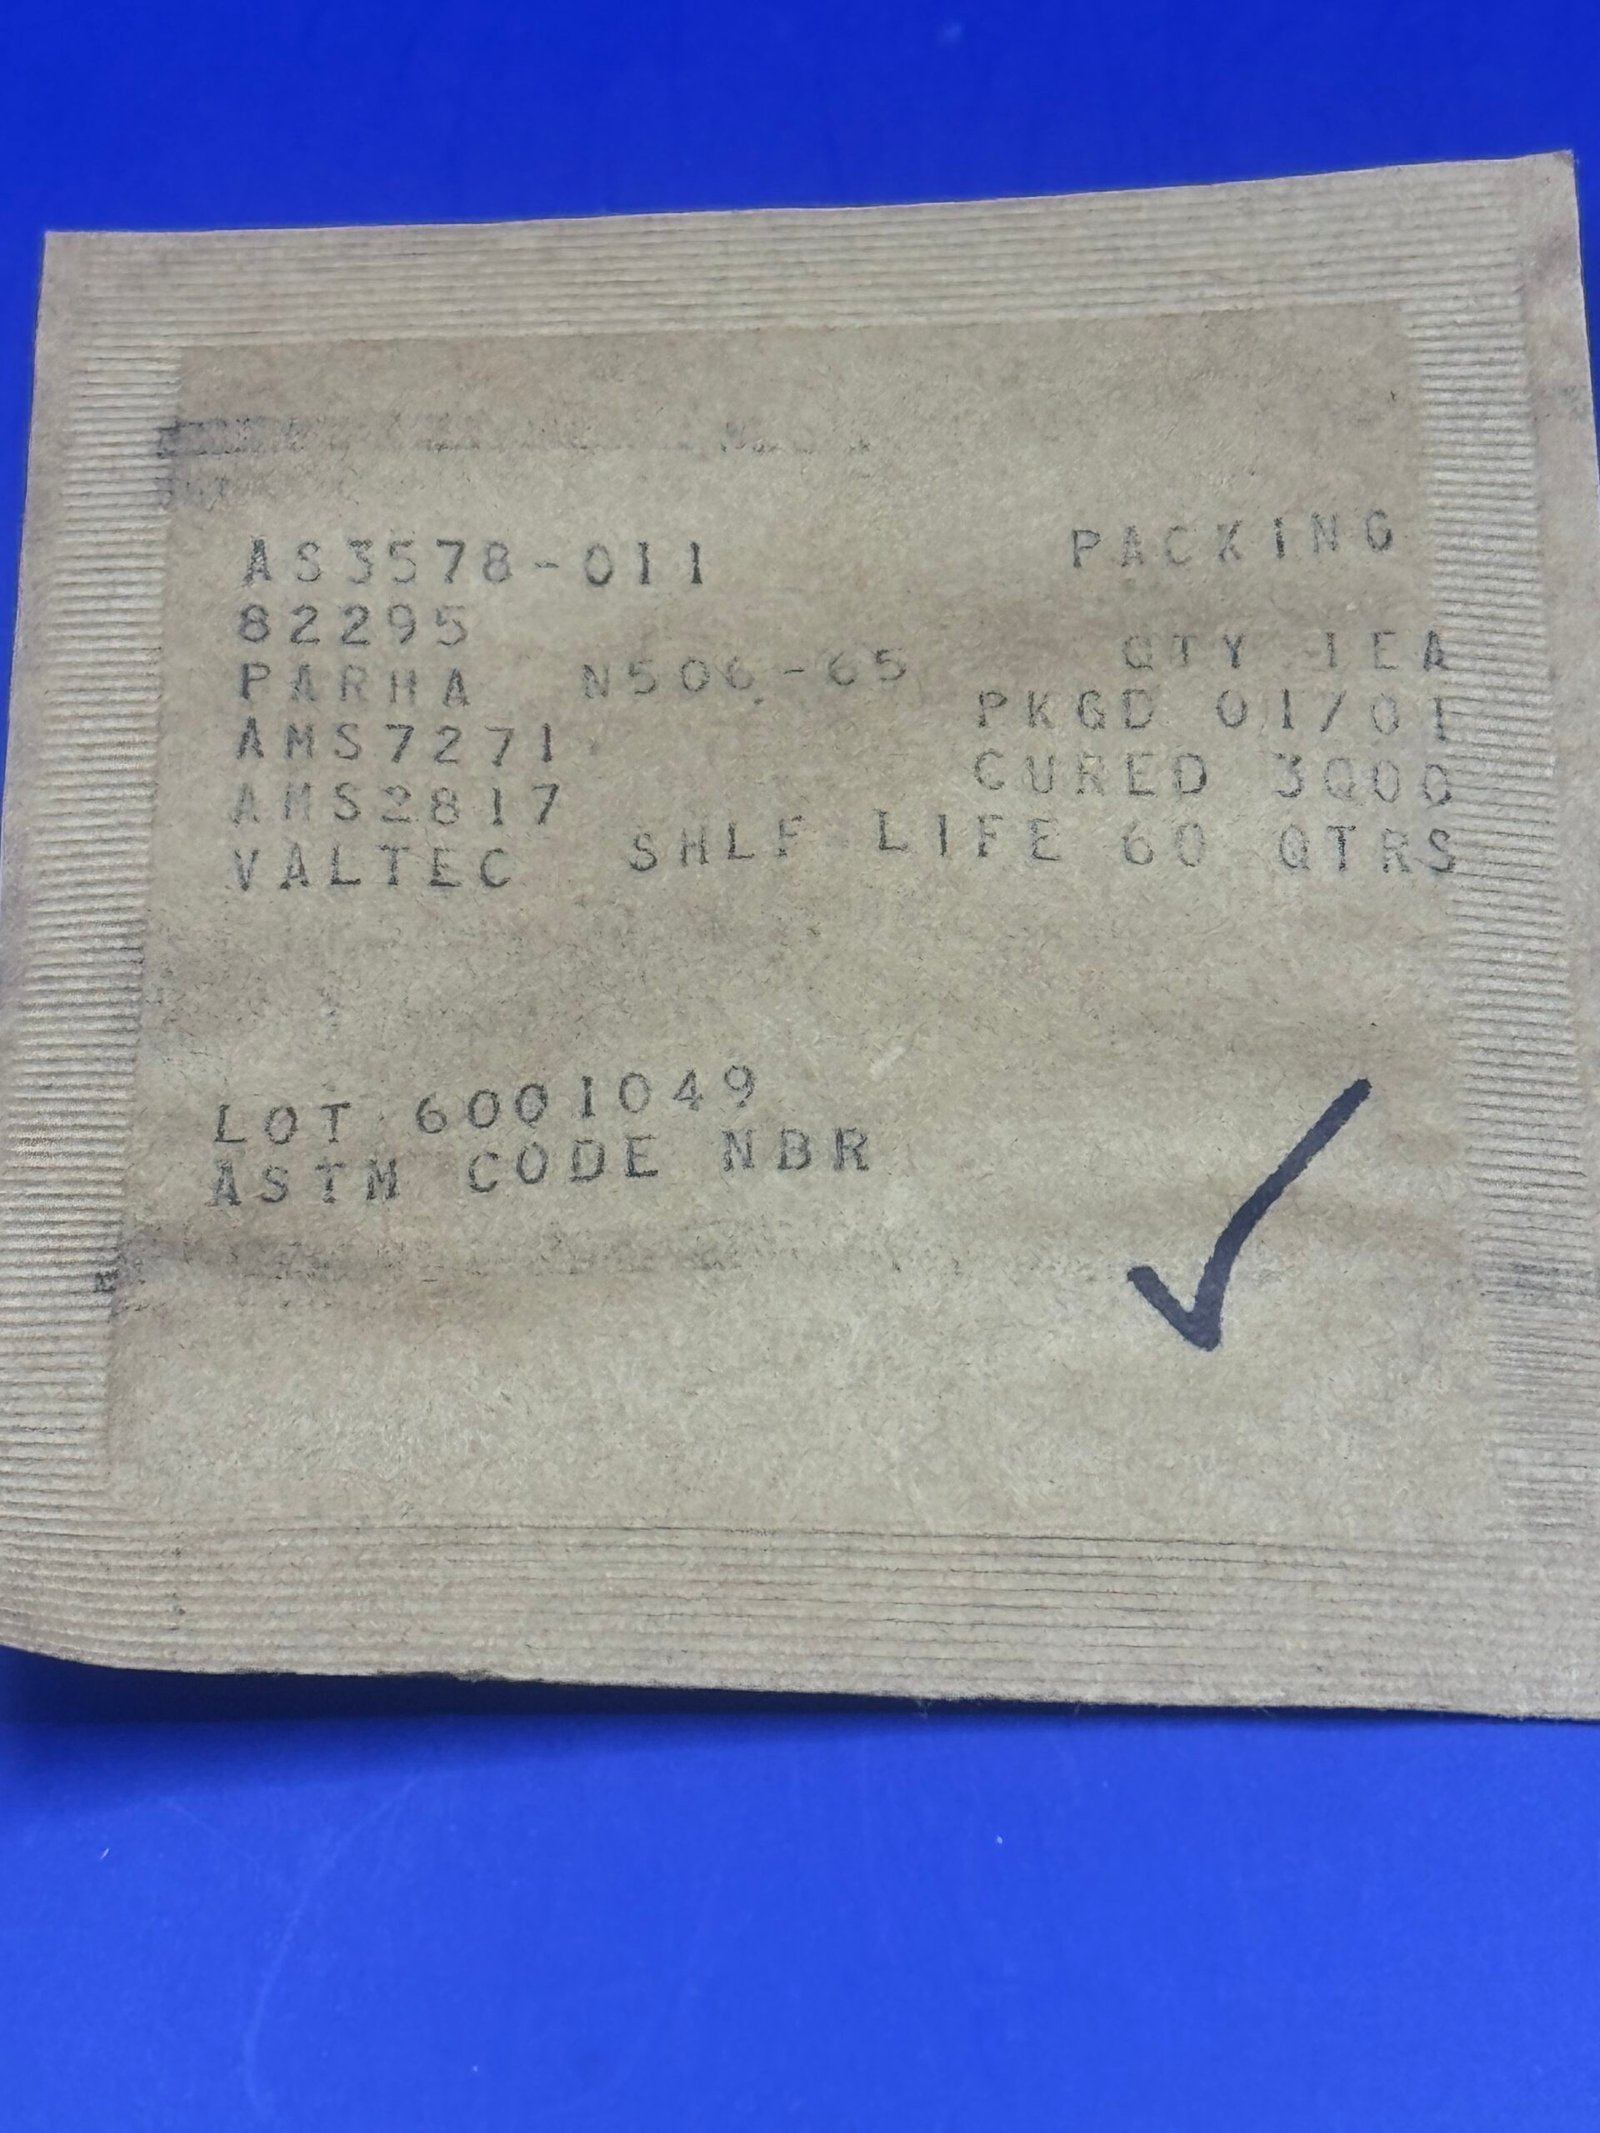 AS3578-011 PACKING
82295 QTY 1EA
PARHA N506-65 PKGD 01/01
AMS7271 CURED 3Q00
AMS2817 SHLF LIFE 60 QTRS
VALTEC
LOT 6001049
ASTM CODE NBR